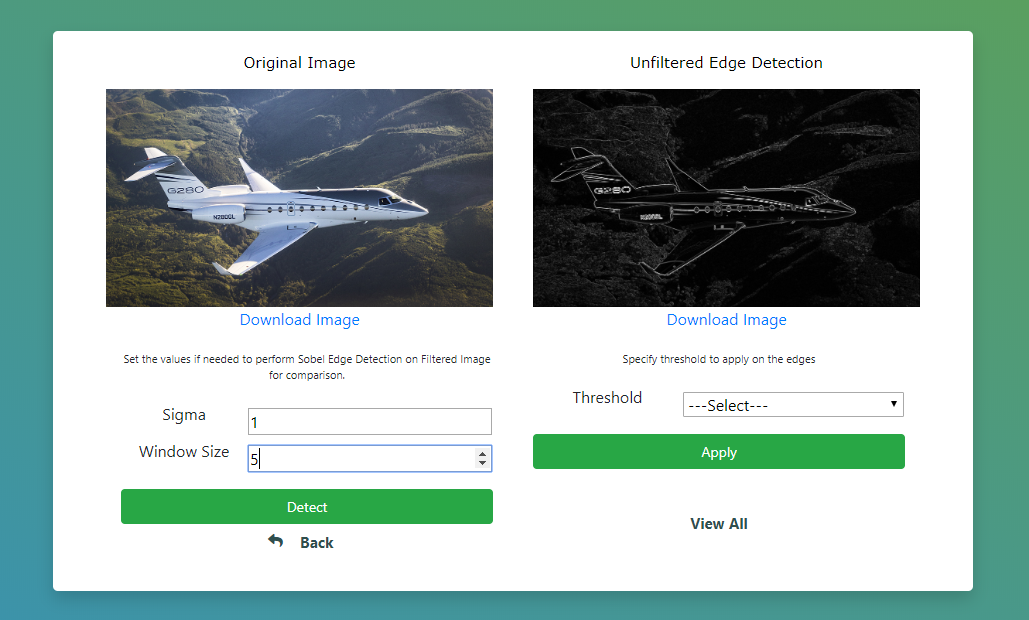 Original Image
G280
N280GL
Download Image
Set the values if needed to perform Sobel Edge Detection on Filtered Image
for comparison.
Sigma
1
Window Size
5
Detect
Back
Unfiltered Edge Detection
G280
Download Image
Specify threshold to apply on the edges
Threshold
---Select---
Apply
View All